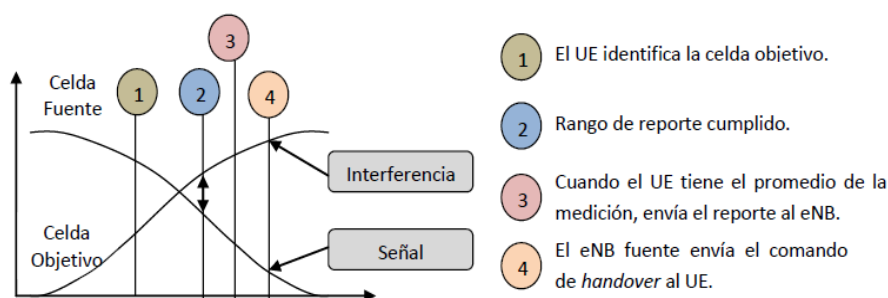 Celda
Fuente
1
2
3
4
Interferencia
Celda
Objetivo
Señal
1 El UE identifica la celda objetivo.
2 Rango de reporte cumplido.
3 Cuando el UE tiene el promedio de la
medición, envía el reporte al eNB.
4 El eNB fuente envía el comando
de handover al UE.